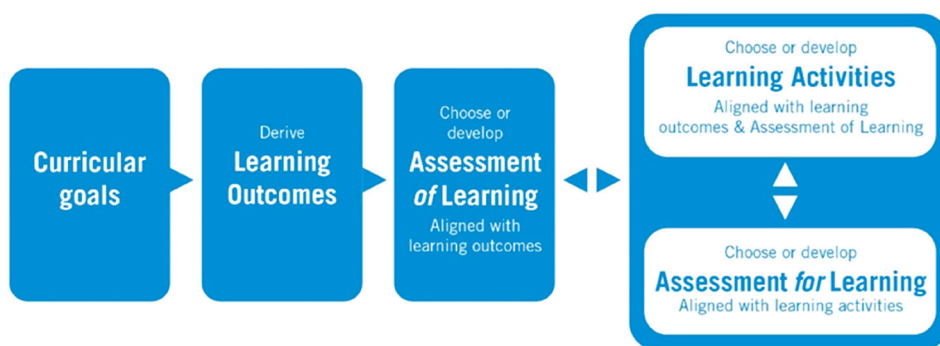 Curricular
goals
Derive
Learning
Outcomes
Choose or
develop
Assessment
of Learning
Aligned with
learning outcomes
Choose or develop
Learning Activities
Aligned with learning
outcomes & Assessment of Learning
Choose or develop
Assessment for Learning
Aligned with learning activities